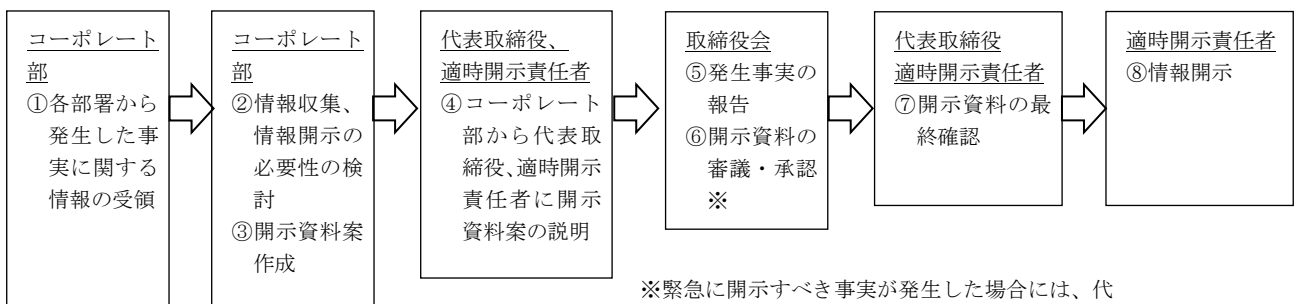 コーポレート
部
①各部署から
発生した事
実に関する
情報の受領
コーポレート
部
②情報収集、
情報開示の
必要性の検
討
③開示資料案
作成
代表取締役、
適時開示責任者
④コーポレート
部から代表取
締役、適時開示
責任者に開示
資料案の説明
取締役会
⑤発生事実の
報告
⑥開示資料の
審議・承認
※
代表取締役
適時開示責任者
⑦開示資料の最
終確認
適時開示責任者
⑧情報開示
※緊急に開示すべき事実が発生した場合には、代